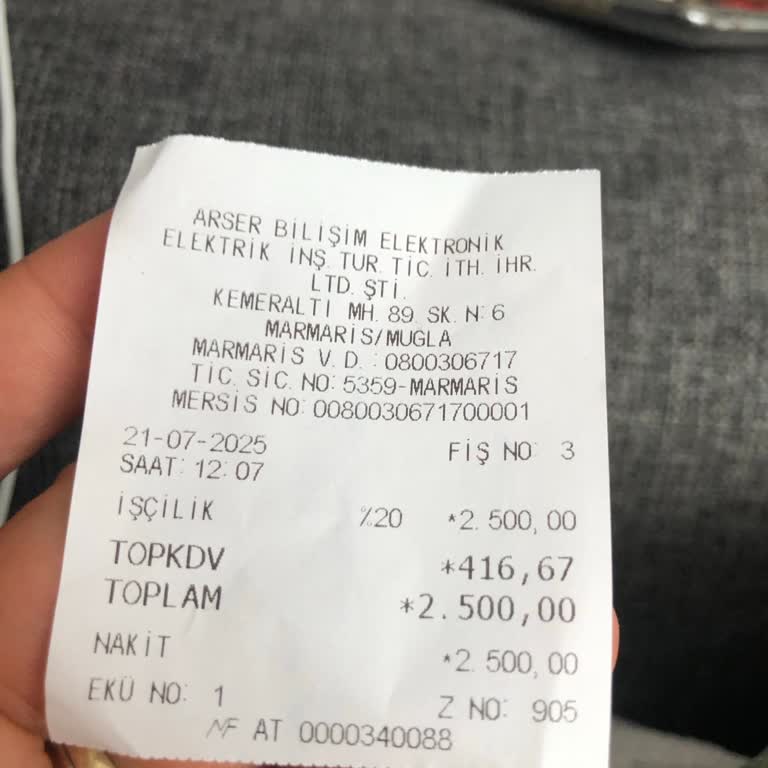 ARSER BİLİŞİM ELEKTRONİK
ELEKTRİK İNŞ. TUR. TİC. İTH. İHR.
LTD. ŞTİ.
KEMERALTI MH. 89. SK. N:6
MARMARİS/MUGLA
MARMARİS V.D. :0800306717
TİC. SİC. NO: 5359-MARMARİS
MERSİS NO:0080030671700001
21-07-2025 FİŞ NO: 3
SAAT: 12:07
İŞÇİLİK %20 *2.500,00
TOPKDV *416,67
TOPLAM *2.500,00
NAKİT *2.500,00
EKÜ NO: 1 Z NO: 905
MF AT 0000340088